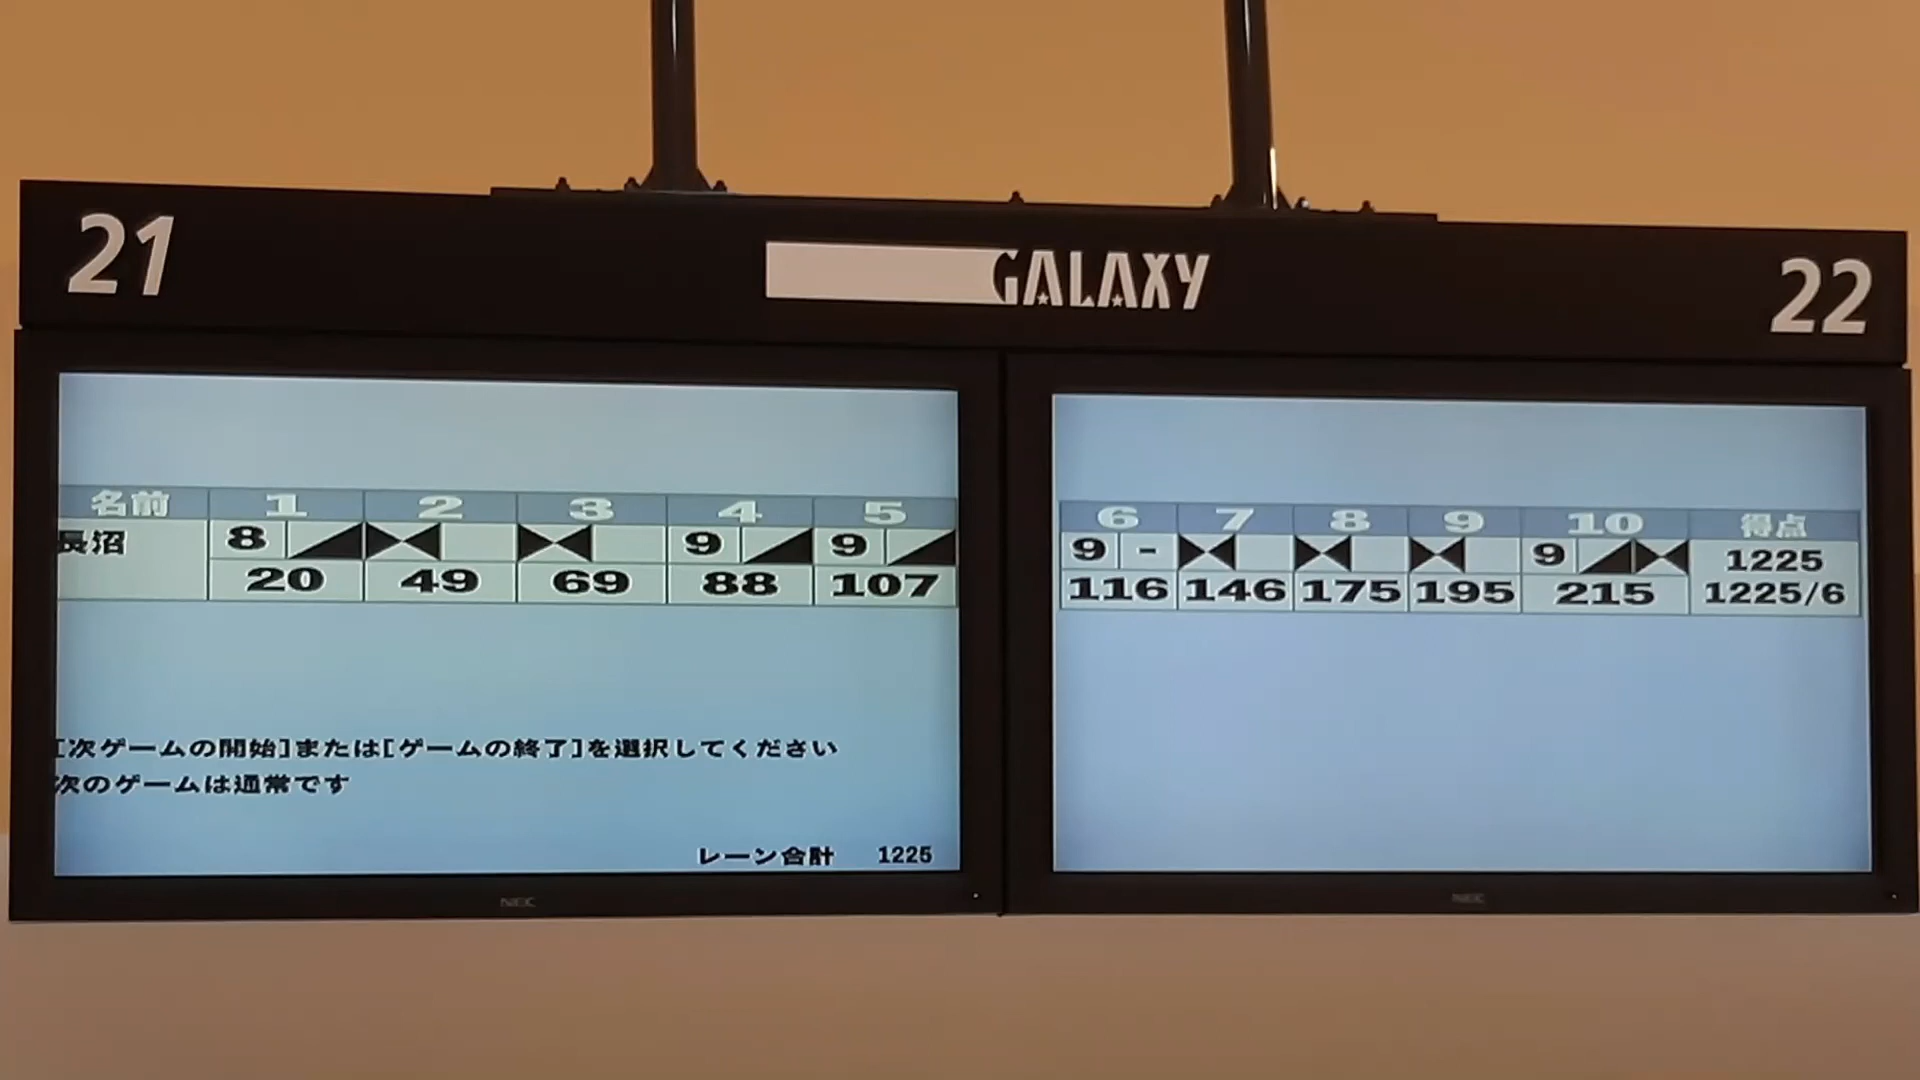 21 GALAXY 22
名前 1 2 3 4 5
長沼 8 9 9
20 49 69 88 107
[次ゲームの開始]または[ゲームの終了]を選択してください
次のゲームは通常です
レーン合計 1225
NEC
6 7 8 9 10 得点
9 - 9 1225
116 146 175 195 215 1225/6
NEC